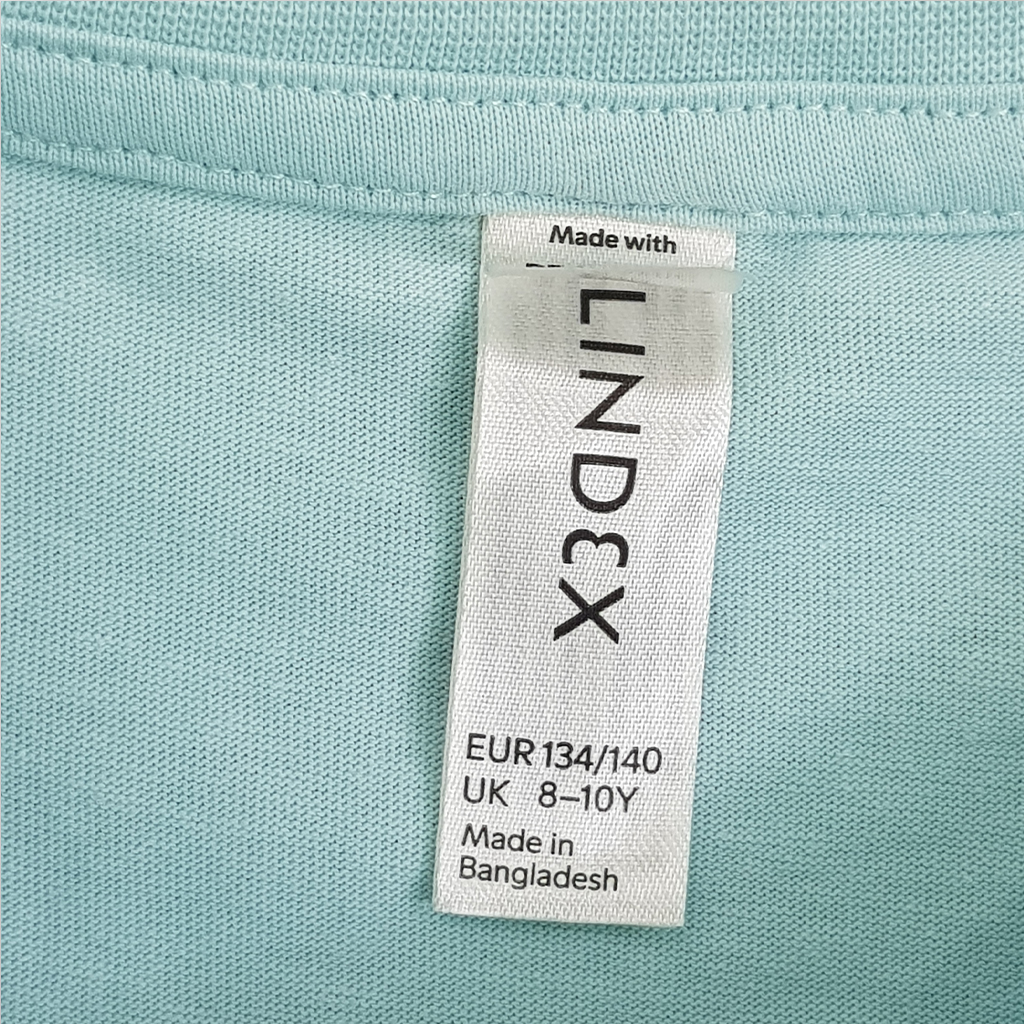 Made with
LINDEX
EUR 134/140
UK 8–10Y
Made in
Bangladesh